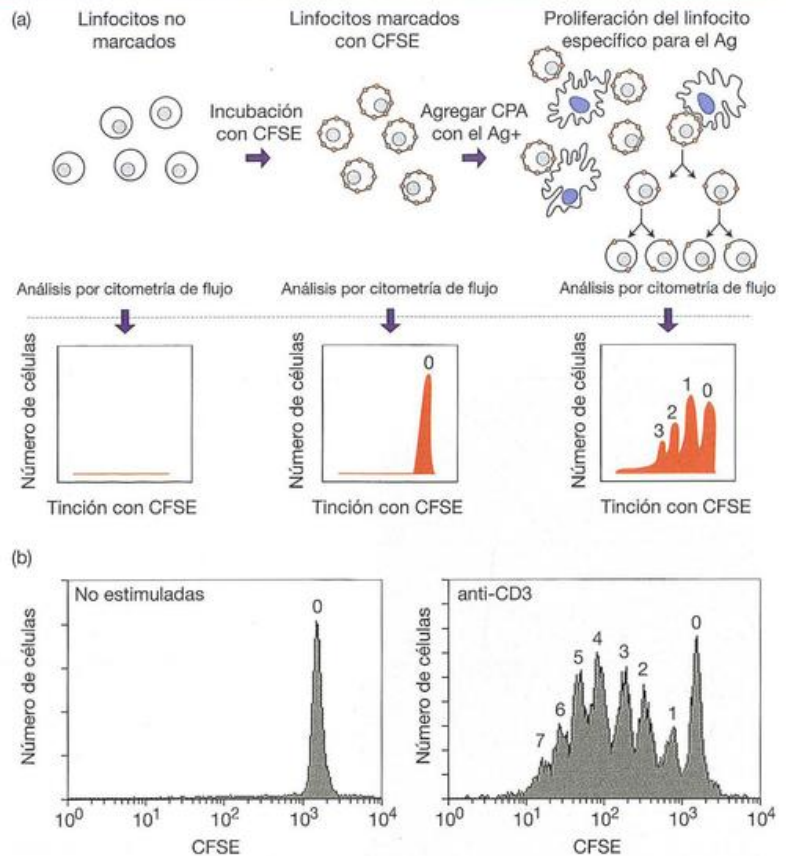 (a)
Linfocitos no
marcados
Linfocitos marcados
con CFSE
Proliferación del linfocito
específico para el Ag
Incubación
con CFSE
Agregar CPA
con el Ag+
Análisis por citometría de flujo
Análisis por citometría de flujo
Análisis por citometría de flujo
Número de células
Tinción con CFSE
Número de células
0
Tinción con CFSE
Número de células
3 2 1 0
Tinción con CFSE
(b)
No estimuladas
0
Número de células
10⁰ 10¹ 10² 10³ 10⁴
CFSE
anti-CD3
7 6 5 4 3 2 1 0
Número de células
10⁰ 10¹ 10² 10³ 10⁴
CFSE